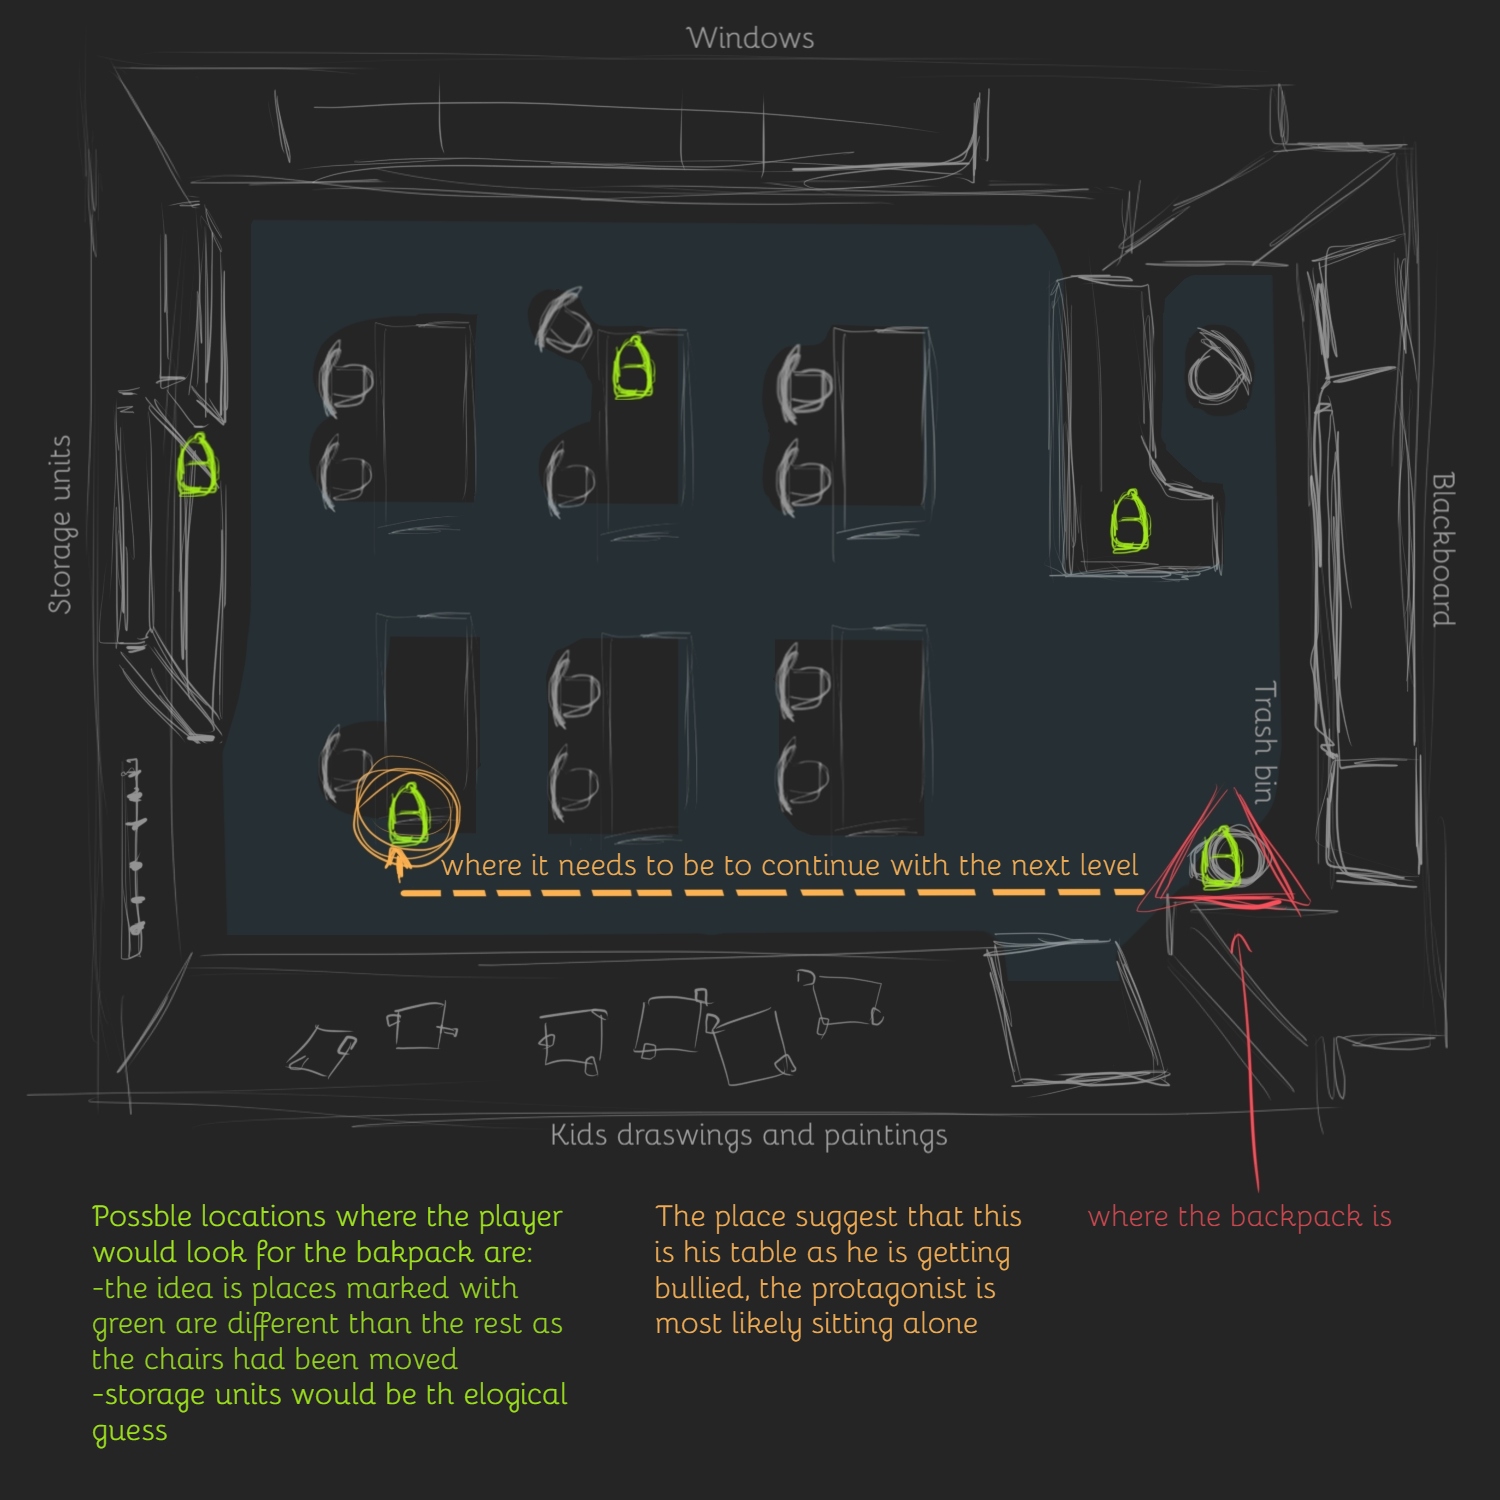 Windows
Storage units
Blackboard
Trash bin
where it needs to be to continue with the next level
Kids draswings and paintings
Possble locations where the player
would look for the bakpack are:
-the idea is places marked with
green are different than the rest as
the chairs had been moved
-storage units would be th elogical
guess
The place suggest that this
is his table as he is getting
bullied, the protagonist is
most likely sitting alone
where the backpack is